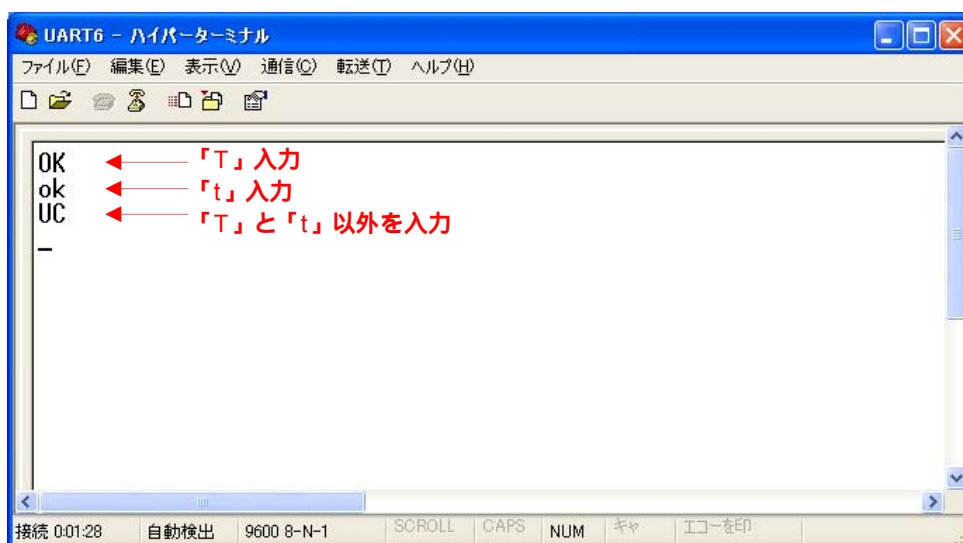 UART6 - ハイパーターミナル
ファイル(F) 編集(E) 表示(V) 通信(C) 転送(T) ヘルプ(H)
OK 「T」入力
ok 「t」入力
UC 「T」と「t」以外を入力
接続 0:01:28 自動検出 9600 8-N-1 SCROLL CAPS NUM キャ エコーを印